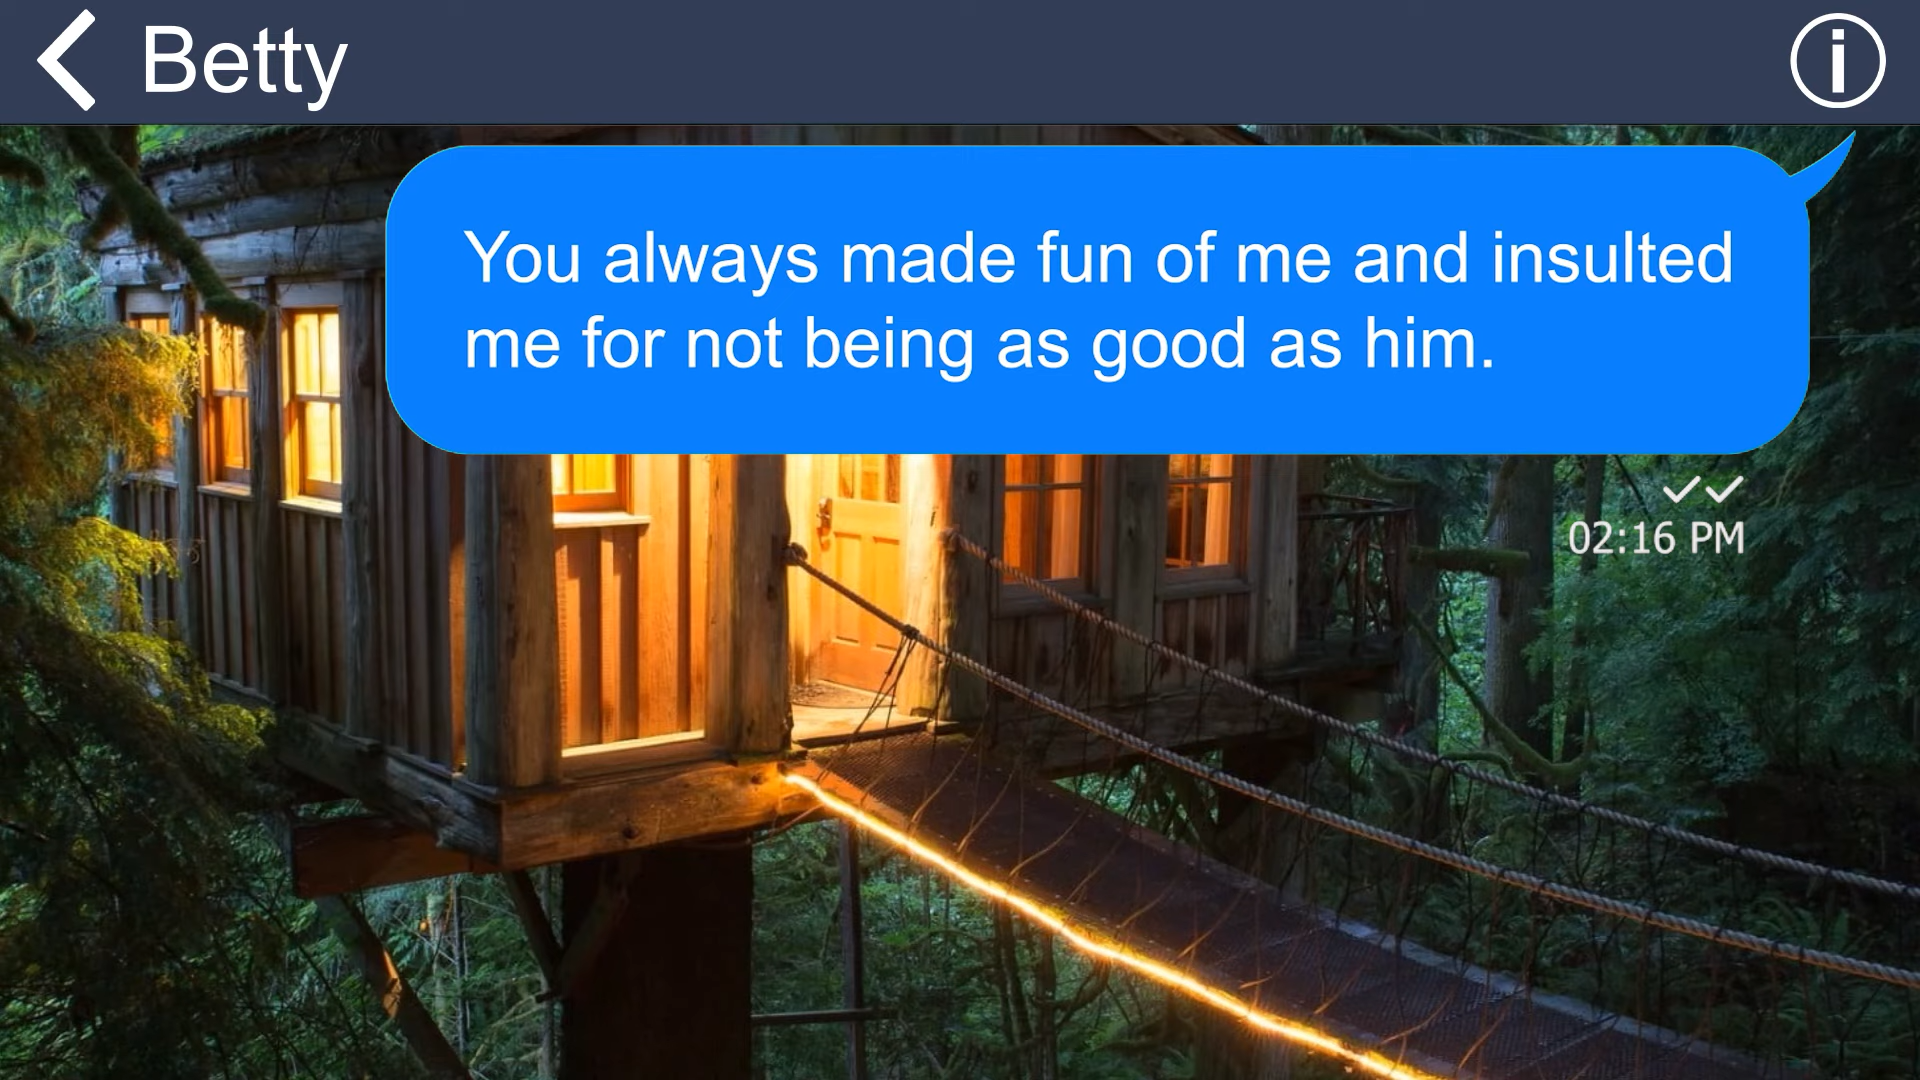 Betty
You always made fun of me and insulted
me for not being as good as him.
02:16 PM